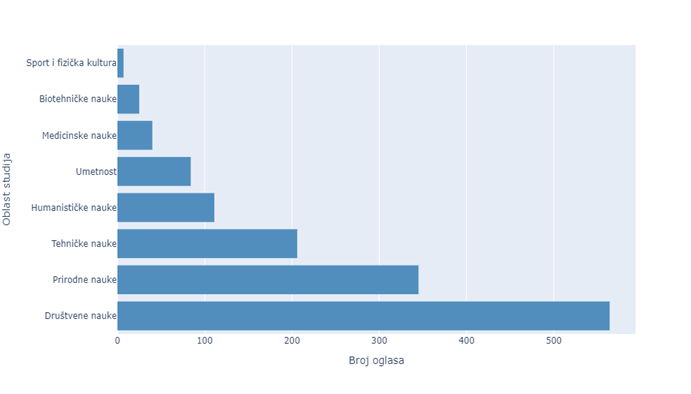 Sport i fizička kultura
Biotehničke nauke
Medicinske nauke
Umetnost
Humanističke nauke
Tehničke nauke
Prirodne nauke
Društvene nauke
Oblast studija
0 100 200 300 400 500
Broj oglasa